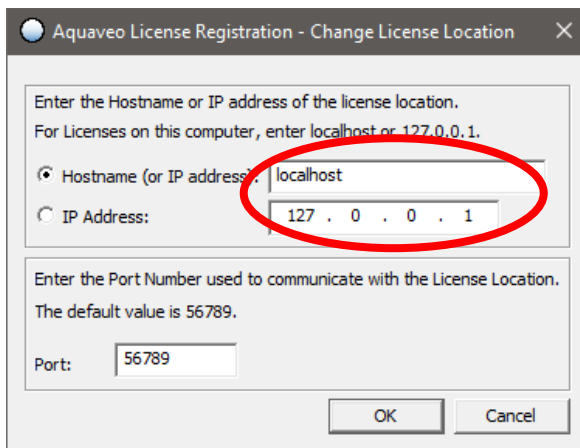 Aquaveo License Registration - Change License Location
Enter the Hostname or IP address of the license location.
For Licenses on this computer, enter localhost or 127.0.0.1.
Hostname (or IP address): localhost
IP Address: 127 . 0 . 0 . 1
Enter the Port Number used to communicate with the License Location.
The default value is 56789.
Port: 56789
OK Cancel